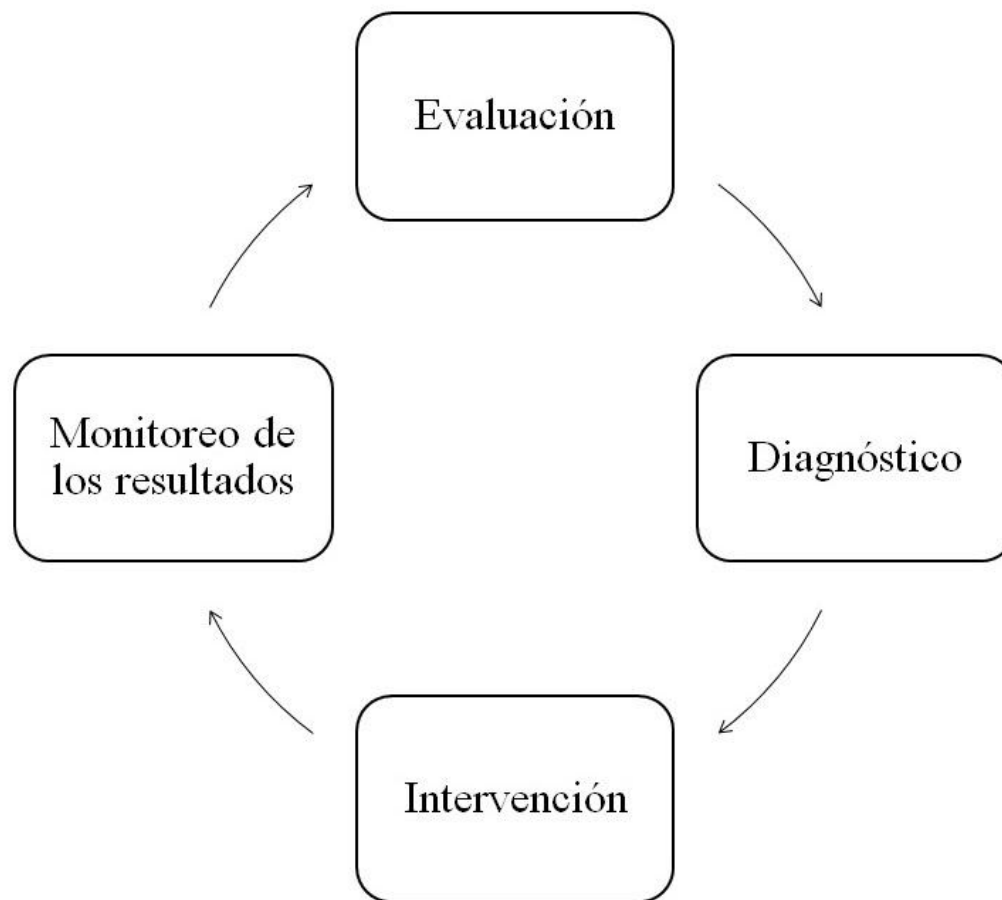 Evaluación
Diagnóstico
Intervención
Monitoreo de
los resultados